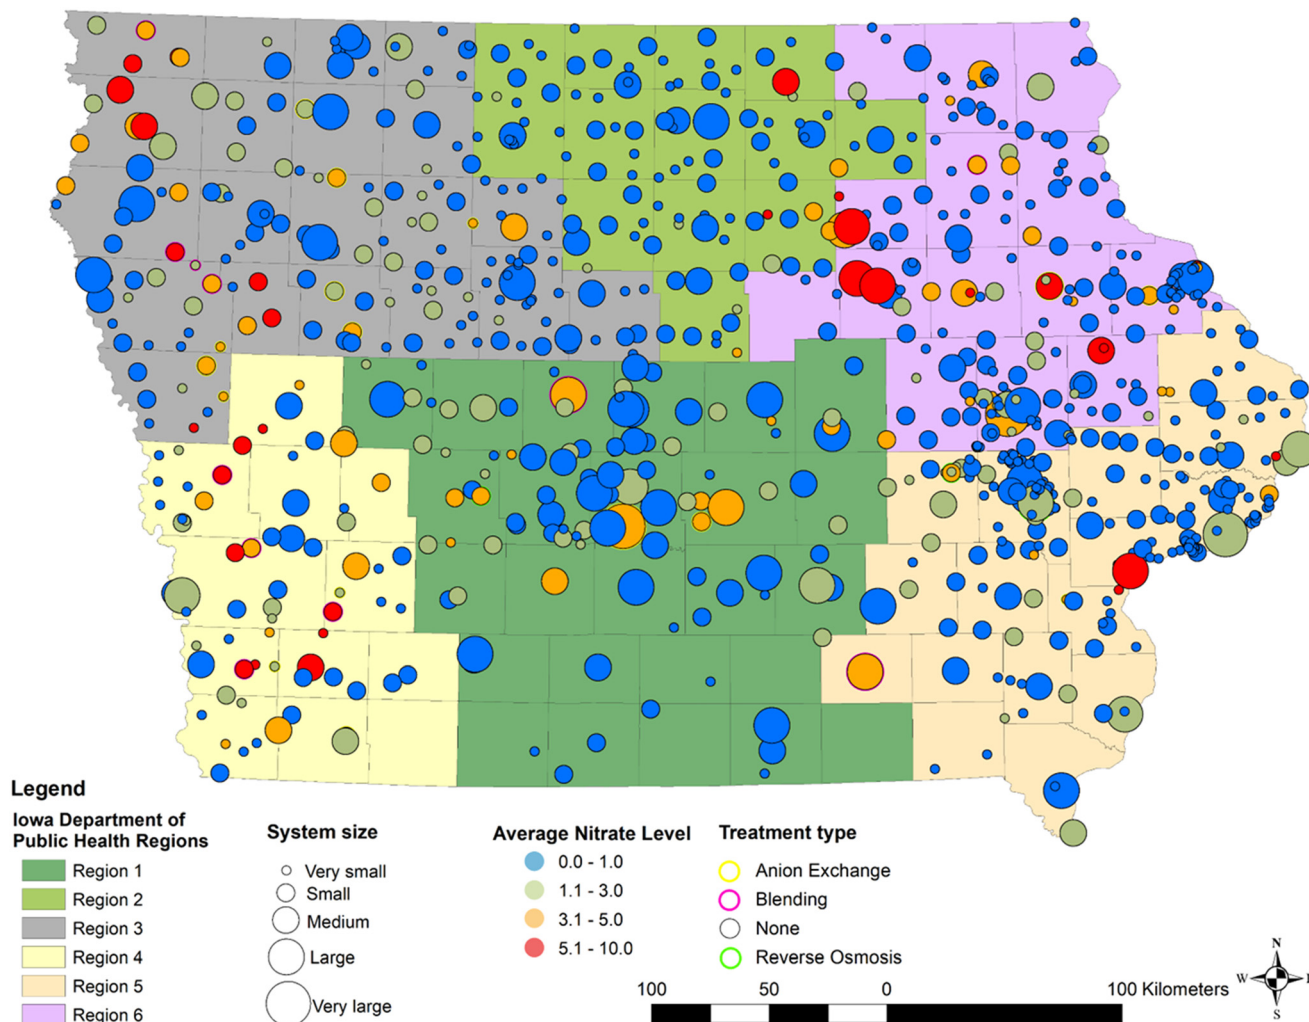 Legend
Iowa Department of
Public Health Regions
Region 1
Region 2
Region 3
Region 4
Region 5
Region 6
System size
Very small
Small
Medium
Large
Very large
Average Nitrate Level
0.0 - 1.0
1.1 - 3.0
3.1 - 5.0
5.1 - 10.0
Treatment type
Anion Exchange
Blending
None
Reverse Osmosis
100 50 0 100 Kilometers
N
W
S